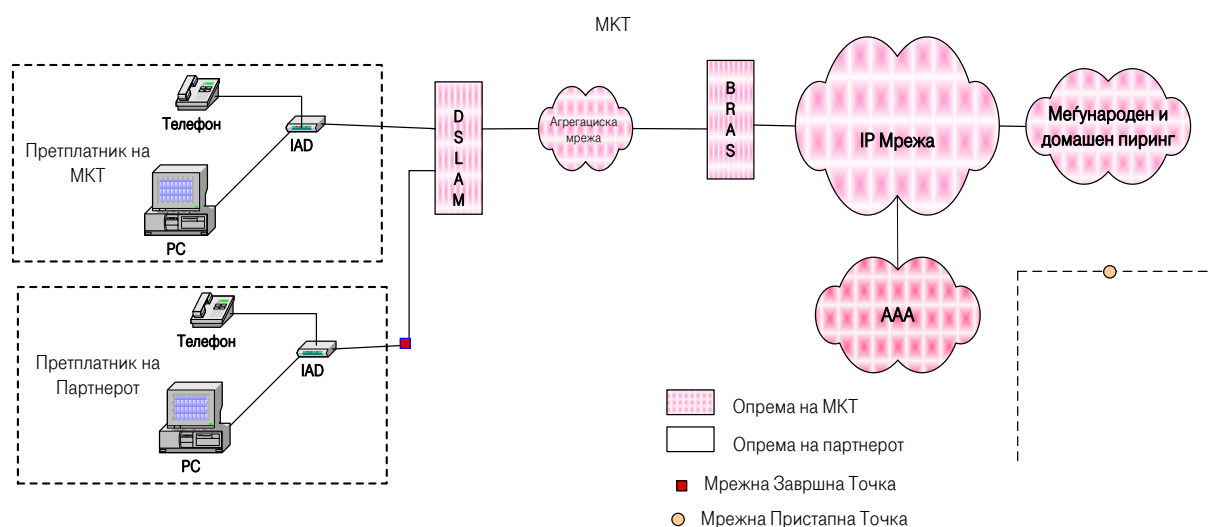 МКТ
Телефон
IAD
Претплатник на
МКТ
PC
D
S
L
A
M
Агрегациска
мрежа
B
R
A
S
IP Мрежа
Меѓународен и
домашен пиринг
AAA
Телефон
IAD
Претплатник на
Партнерот
PC
Опрема на МКТ
Опрема на партнерот
Мрежна Завршна Точка
Мрежна Пристапна Точка